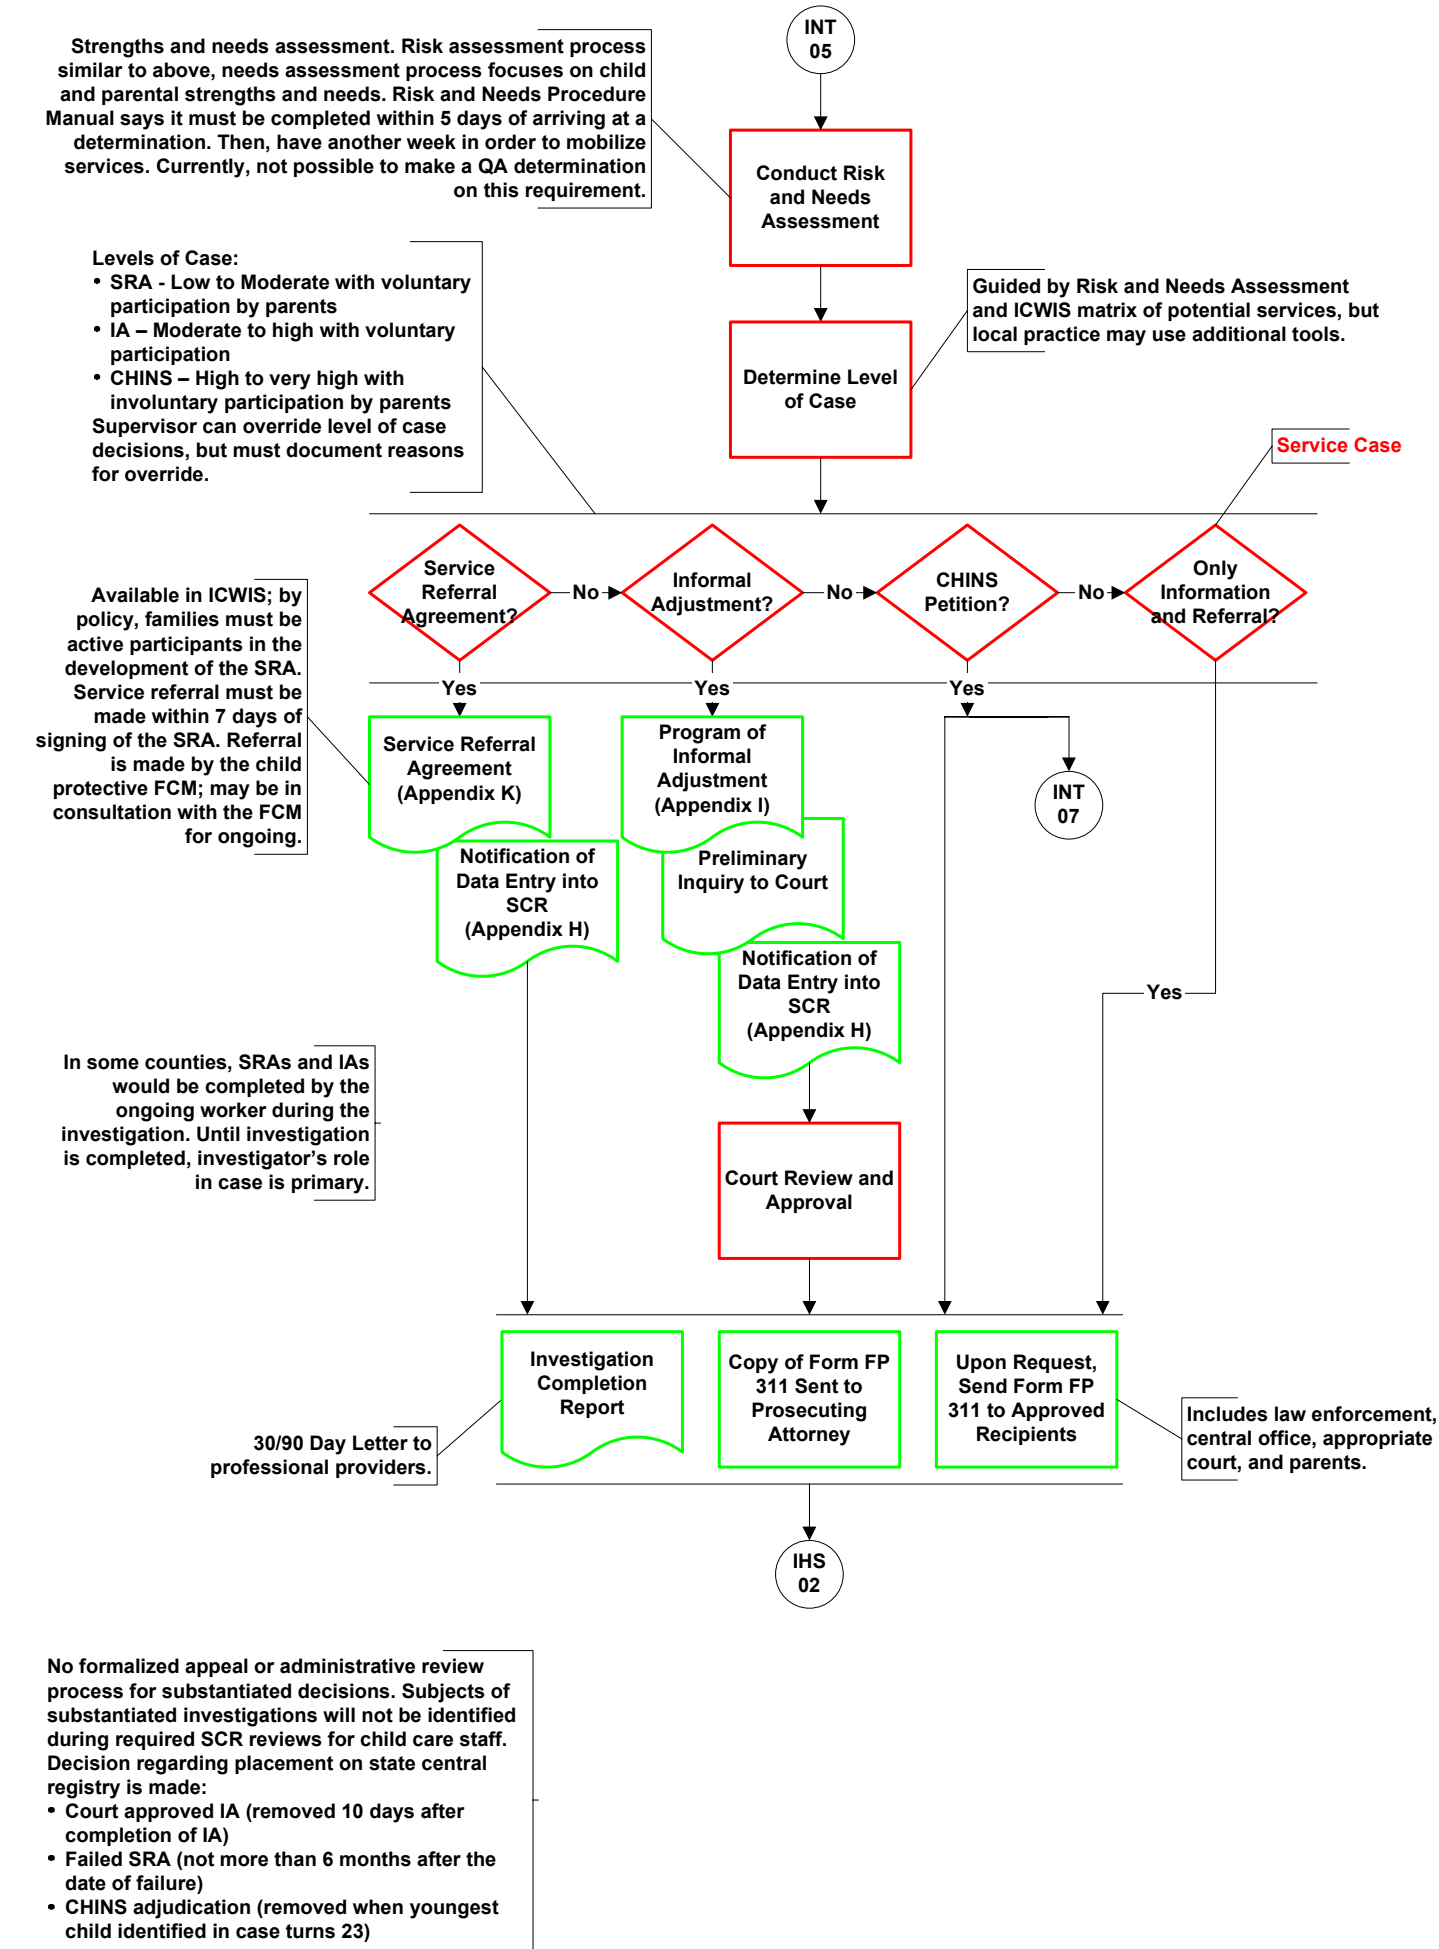 INT
05
Strengths and needs assessment. Risk assessment process
similar to above, needs assessment process focuses on child
and parental strengths and needs. Risk and Needs Procedure
Manual says it must be completed within 5 days of arriving at a
determination. Then, have another week in order to mobilize
services. Currently, not possible to make a QA determination
on this requirement.
Conduct Risk
and Needs
Assessment
Levels of Case:
• SRA - Low to Moderate with voluntary
participation by parents
• IA – Moderate to high with voluntary
participation
• CHINS – High to very high with
involuntary participation by parents
Supervisor can override level of case
decisions, but must document reasons
for override.
Guided by Risk and Needs Assessment
and ICWIS matrix of potential services, but
local practice may use additional tools.
Determine Level
of Case
Service Case
Service
Referral
Agreement?
No
Informal
Adjustment?
No
CHINS
Petition?
No
Only
Information
and Referral?
Available in ICWIS; by
policy, families must be
active participants in the
development of the SRA.
Service referral must be
made within 7 days of
signing of the SRA. Referral
is made by the child
protective FCM; may be in
consultation with the FCM
for ongoing.
Yes
Yes
Yes
Service Referral
Agreement
(Appendix K)
Program of
Informal
Adjustment
(Appendix I)
INT
07
Notification of
Data Entry into
SCR
(Appendix H)
Preliminary
Inquiry to Court
Notification of
Data Entry into
SCR
(Appendix H)
Yes
In some counties, SRAs and IAs
would be completed by the
ongoing worker during the
investigation. Until investigation
is completed, investigator’s role
in case is primary.
Court Review and
Approval
Investigation
Completion
Report
Copy of Form FP
311 Sent to
Prosecuting
Attorney
Upon Request,
Send Form FP
311 to Approved
Recipients
30/90 Day Letter to
professional providers.
Includes law enforcement,
central office, appropriate
court, and parents.
IHS
02
No formalized appeal or administrative review
process for substantiated decisions. Subjects of
substantiated investigations will not be identified
during required SCR reviews for child care staff.
Decision regarding placement on state central
registry is made:
• Court approved IA (removed 10 days after
completion of IA)
• Failed SRA (not more than 6 months after the
date of failure)
• CHINS adjudication (removed when youngest
child identified in case turns 23)